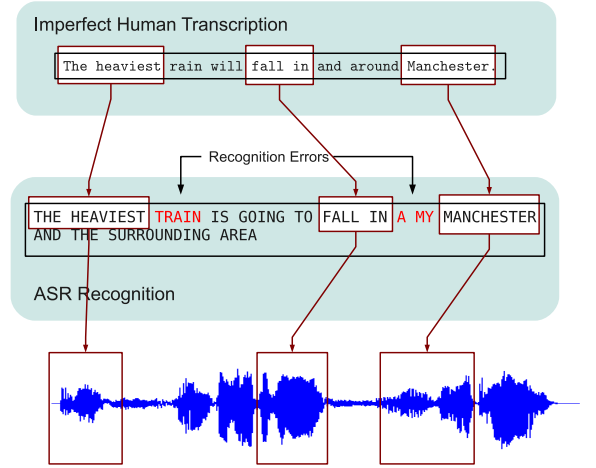 Imperfect Human Transcription
The heaviest rain will fall in and around Manchester.
Recognition Errors
THE HEAVIEST TRAIN IS GOING TO FALL IN A MY MANCHESTER
AND THE SURROUNDING AREA
ASR Recognition